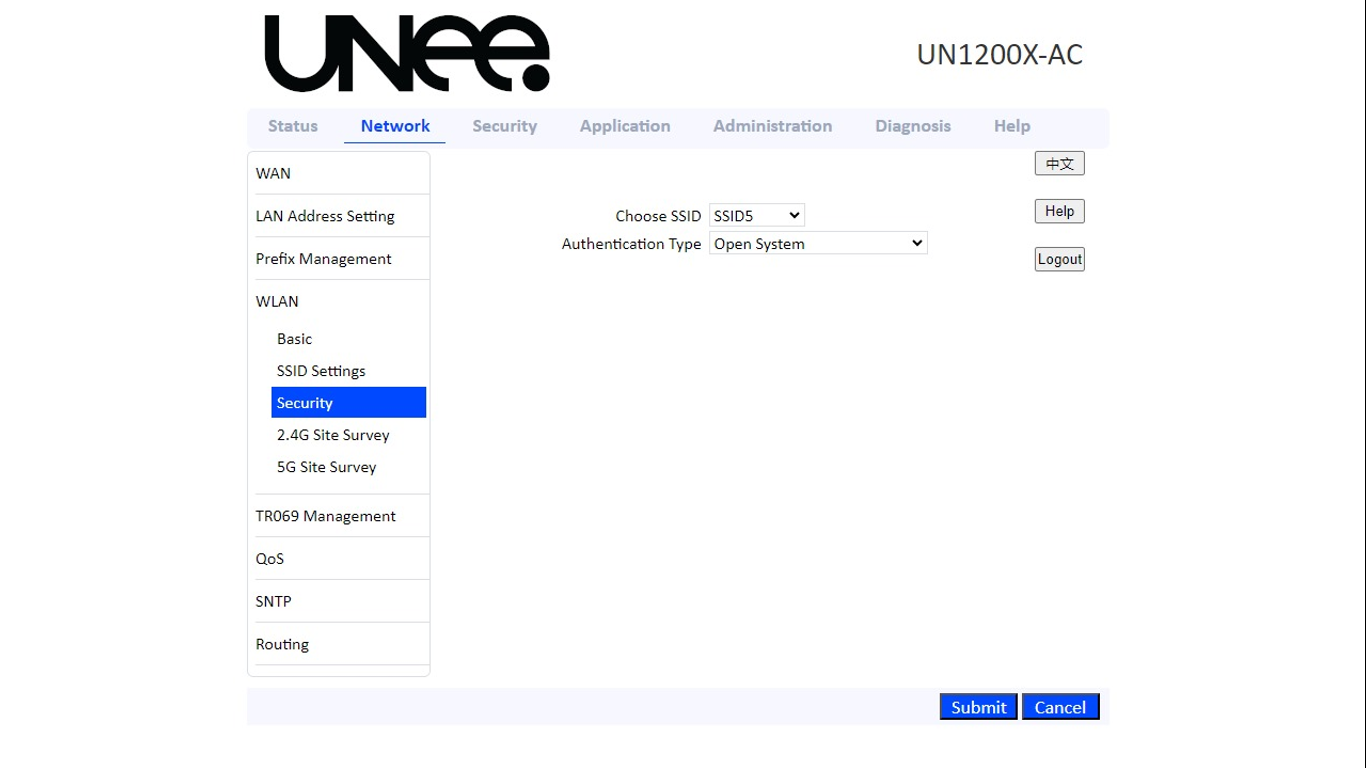 UNee.
UN1200X-AC
Status Network Security Application Administration Diagnosis Help
WAN
LAN Address Setting
Prefix Management
WLAN
Basic
SSID Settings
Security
2.4G Site Survey
5G Site Survey
TR069 Management
QoS
SNTP
Routing
Choose SSID SSID5
Authentication Type Open System
中文
Help
Logout
Submit Cancel